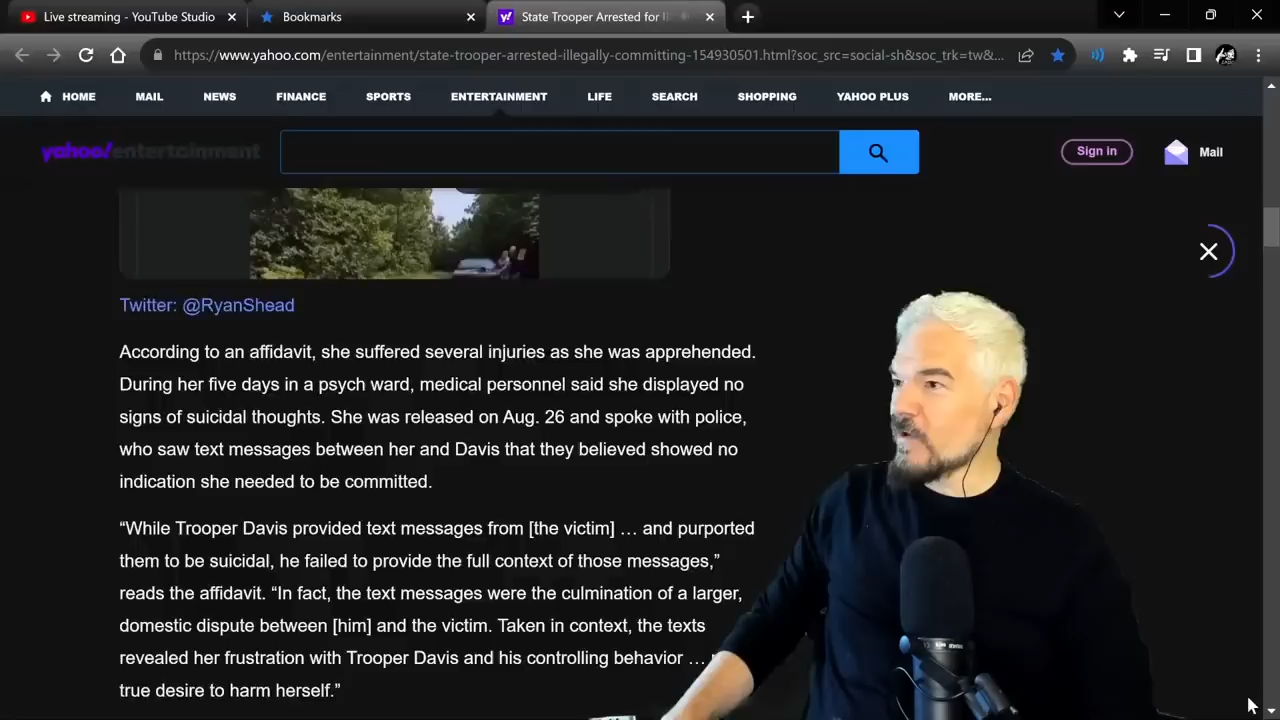 Live streaming - YouTube Studio
Bookmarks
State Trooper Arrested for I
https://www.yahoo.com/entertainment/state-trooper-arrested-illegally-committing-154930501.html?soc_src=social-sh&soc_trk=tw&...
HOME MAIL NEWS FINANCE SPORTS ENTERTAINMENT LIFE SEARCH SHOPPING YAHOO PLUS MORE...
yahoo/entertainment
Sign in
Mail
Twitter: @RyanShead
According to an affidavit, she suffered several injuries as she was apprehended.
During her five days in a psych ward, medical personnel said she displayed no
signs of suicidal thoughts. She was released on Aug. 26 and spoke with police,
who saw text messages between her and Davis that they believed showed no
indication she needed to be committed.
“While Trooper Davis provided text messages from [the victim] … and purported
them to be suicidal, he failed to provide the full context of those messages,”
reads the affidavit. “In fact, the text messages were the culmination of a larger,
domestic dispute between [him] and the victim. Taken in context, the texts
revealed her frustration with Trooper Davis and his controlling behavior …
true desire to harm herself.”